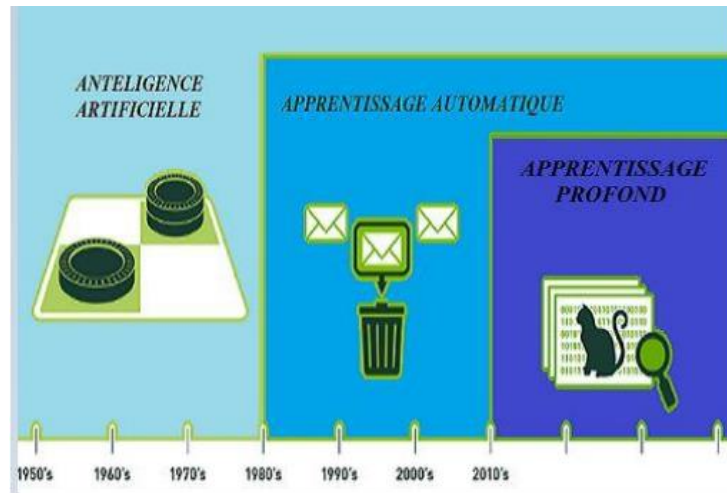 ANTELIGENCE
ARTIFICIELLE
APPRENTISSAGE AUTOMATIQUE
APPRENTISSAGE
PROFOND
1950's 1960's 1970's 1980's 1990's 2000's 2010's